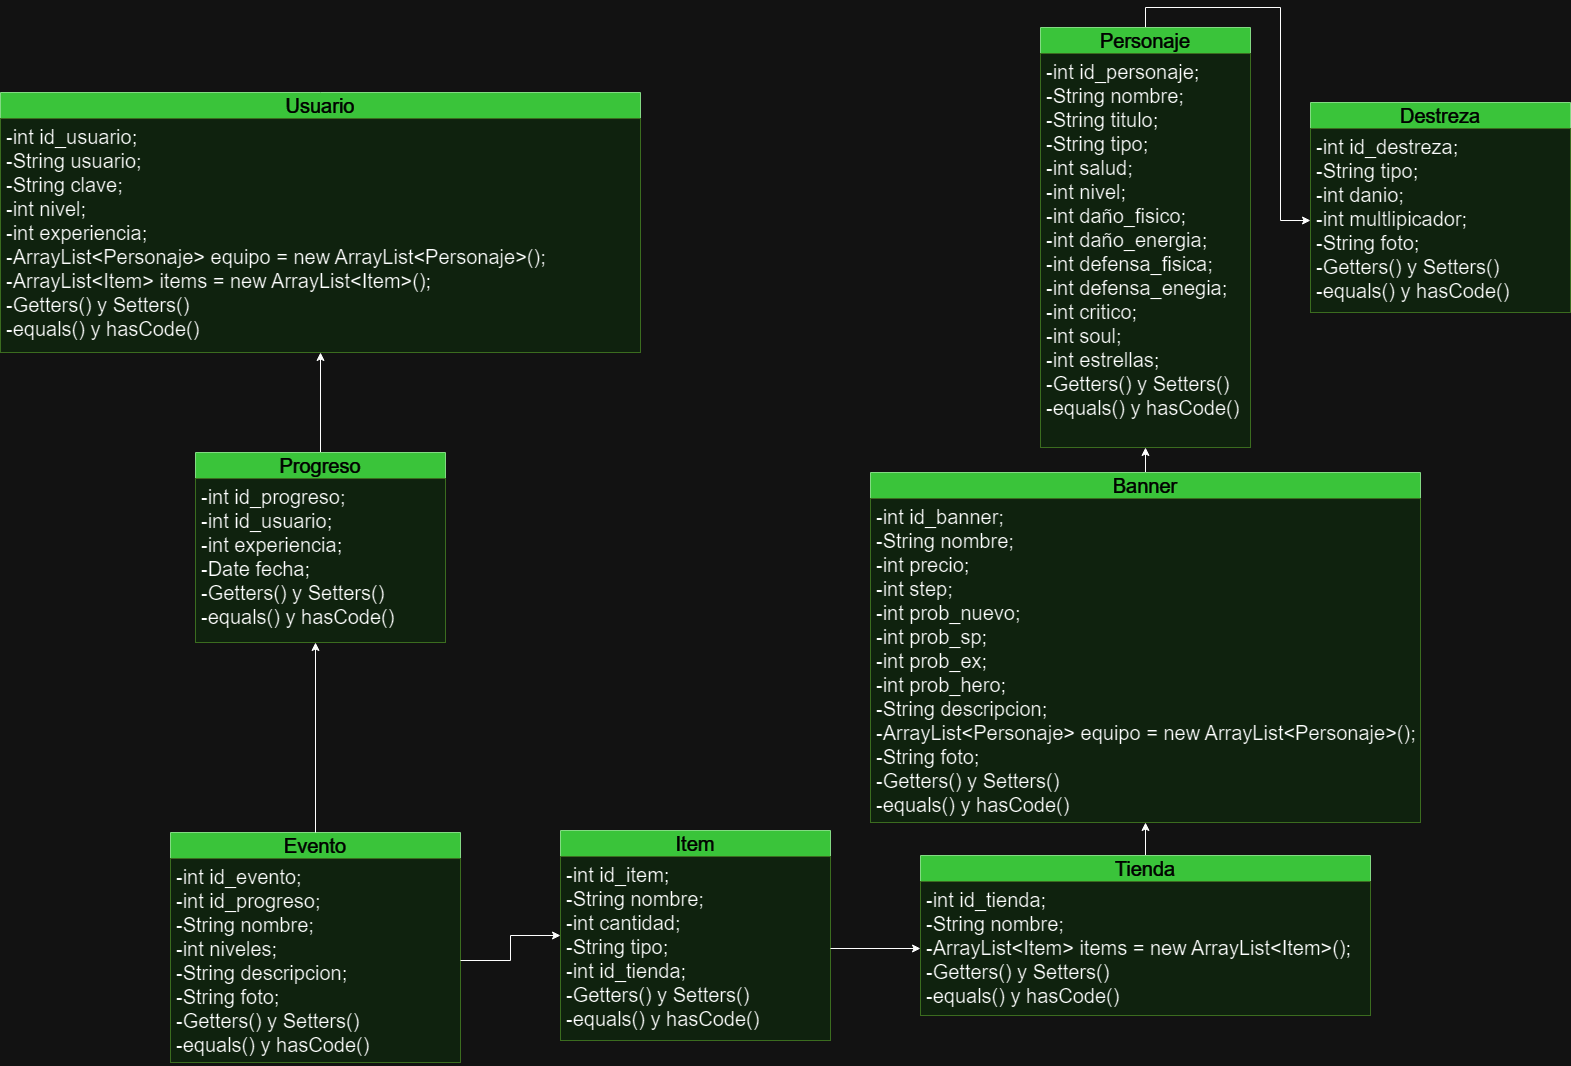 Usuario
-int id_usuario;
-String usuario;
-String clave;
-int nivel;
-int experiencia;
-ArrayList<Personaje> equipo = new ArrayList<Personaje>();
-ArrayList<Item> items = new ArrayList<Item>();
-Getters() y Setters()
-equals() y hasCode()
Progreso
-int id_progreso;
-int id_usuario;
-int experiencia;
-Date fecha;
-Getters() y Setters()
-equals() y hasCode()
Evento
-int id_evento;
-int id_progreso;
-String nombre;
-int niveles;
-String descripcion;
-String foto;
-Getters() y Setters()
-equals() y hasCode()
Item
-int id_item;
-String nombre;
-int cantidad;
-String tipo;
-int id_tienda;
-Getters() y Setters()
-equals() y hasCode()
Personaje
-int id_personaje;
-String nombre;
-String titulo;
-String tipo;
-int salud;
-int nivel;
-int daño_fisico;
-int daño_energia;
-int defensa_fisica;
-int defensa_enegia;
-int critico;
-int soul;
-int estrellas;
-Getters() y Setters()
-equals() y hasCode()
Destreza
-int id_destreza;
-String tipo;
-int danio;
-int multlipicador;
-String foto;
-Getters() y Setters()
-equals() y hasCode()
Banner
-int id_banner;
-String nombre;
-int precio;
-int step;
-int prob_nuevo;
-int prob_sp;
-int prob_ex;
-int prob_hero;
-String descripcion;
-ArrayList<Personaje> equipo = new ArrayList<Personaje>();
-String foto;
-Getters() y Setters()
-equals() y hasCode()
Tienda
-int id_tienda;
-String nombre;
-ArrayList<Item> items = new ArrayList<Item>();
-Getters() y Setters()
-equals() y hasCode()